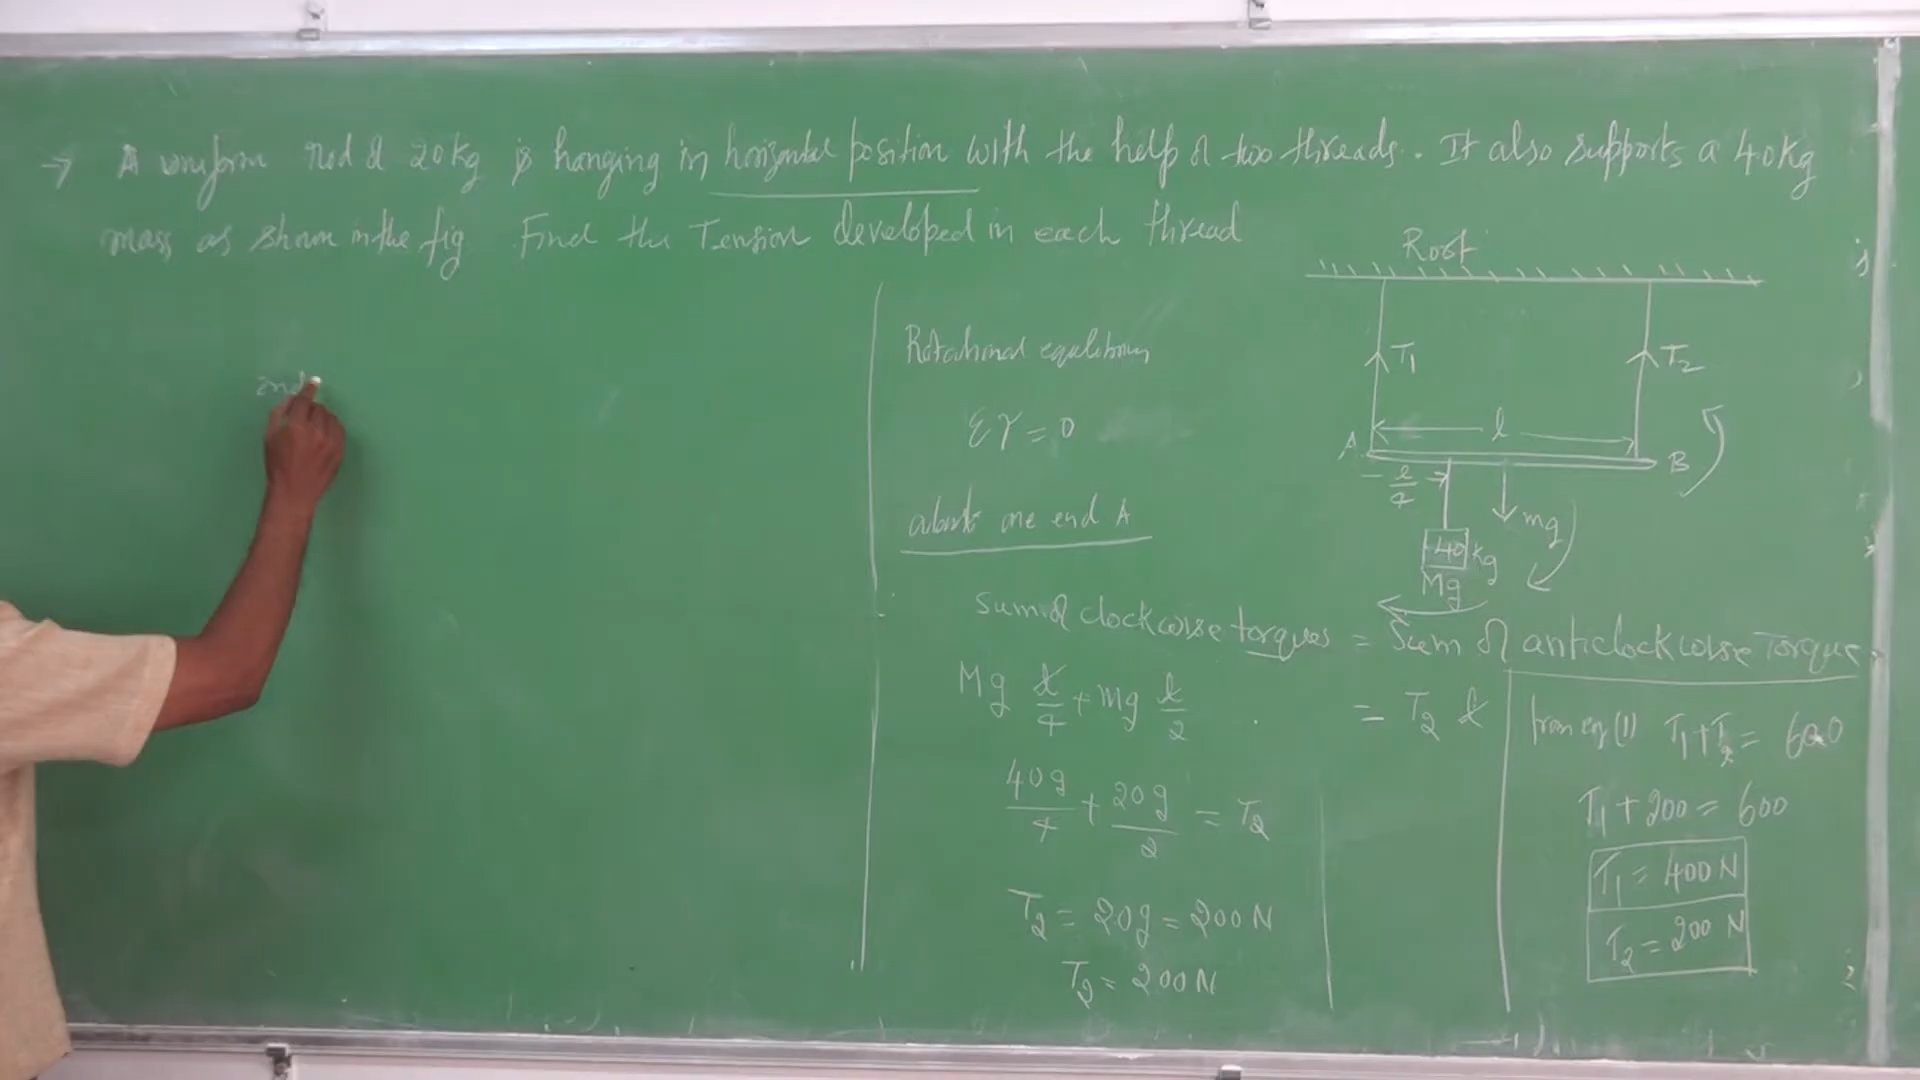 → A uniform rod of 20Kg is hanging in horizontal position with the help of two threads. It also supports a 40Kg
mass as shown in the fig Find the Tension developed in each thread
2nd
Rotational equilibrium
Στ = 0
about one end A
Roof
T₁ T₂
A l B
l/4
mg
40 Kg
Mg
Sum of clockwise torques = Sum of anticlockwise Torque
Mg l/4 + mg l/2 = T₂ l
40g/4 + 20g/2 = T₂
T₂ = 20g = 200 N
T₂ = 200 N
from eq (1) T₁+T₂ = 600
T₁ + 200 = 600
T₁ = 400 N
T₂ = 200 N